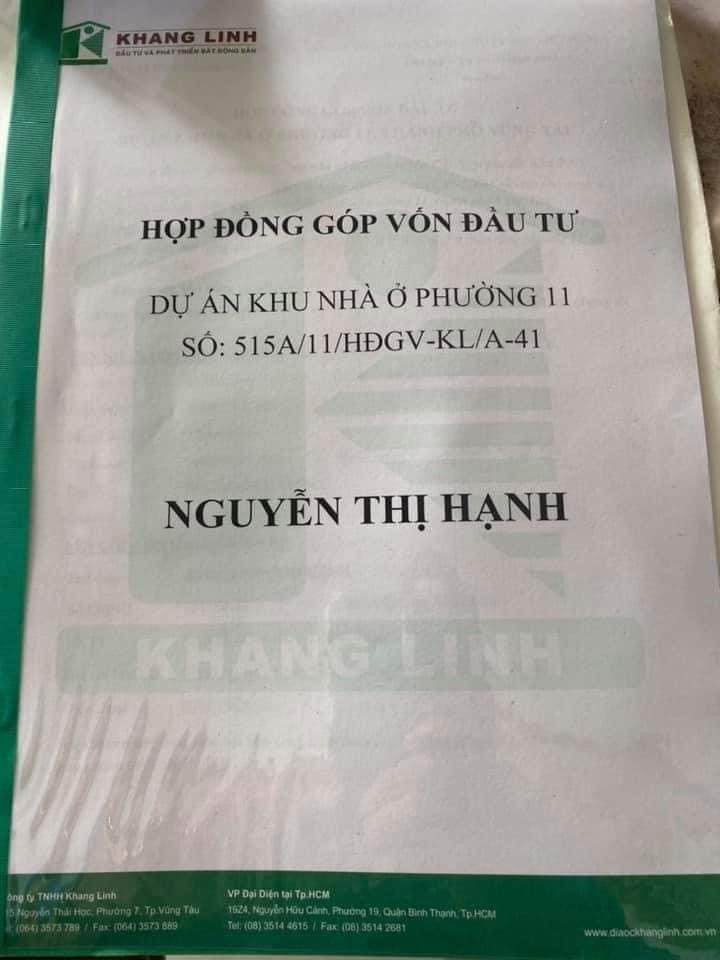 KHANG LINH
ĐẦU TƯ VÀ PHÁT TRIỂN BẤT ĐỘNG SẢN
HỢP ĐỒNG GÓP VỐN ĐẦU TƯ
DỰ ÁN KHU NHÀ Ở PHƯỜNG 11
SỐ: 515A/11/HĐGV-KL/A-41
NGUYỄN THỊ HẠNH
KHANG LINH
ty TNHH Khang Linh
Nguyễn Thái Học, Phường 7, Tp.Vũng Tàu
(064) 3573 789 / Fax: (064) 3573 889
VP Đại Diện tại Tp.HCM
19Z4, Nguyễn Hữu Cảnh, Phường 19, Quận Bình Thạnh, Tp.HCM
Tel: (08) 3514 4615 / Fax: (08) 3514 2681
www.diaockhanglinh.com.vn